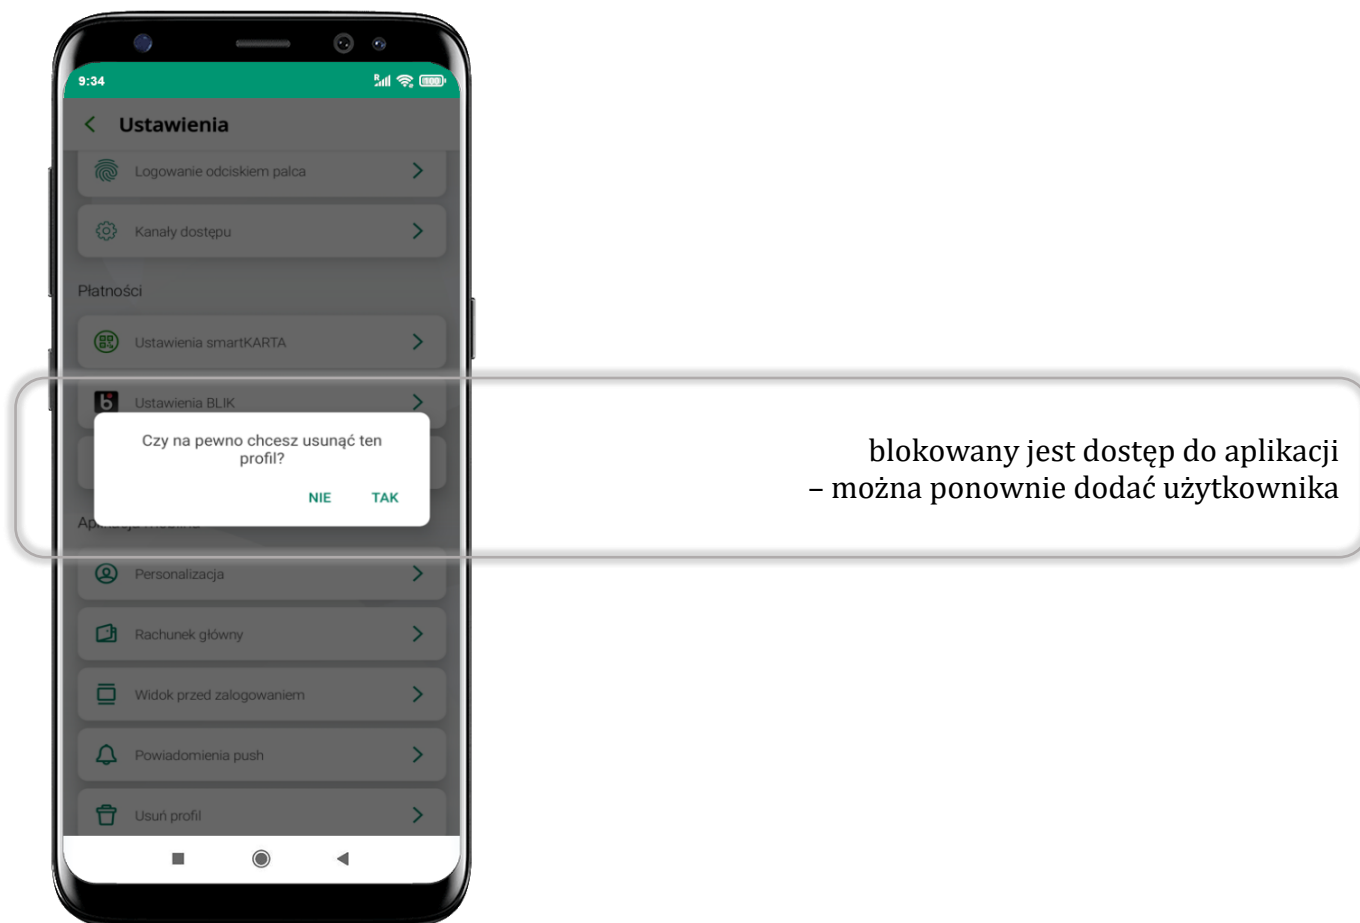 9:34
R
100
Ustawienia
Logowanie odciskiem palca
Kanały dostępu
Płatności
Ustawienia smartKARTA
Ustawienia BLIK
Czy na pewno chcesz usunąć ten
profil?
NIE TAK
blokowany jest dostęp do aplikacji
– można ponownie dodać użytkownika
Personalizacja
Rachunek główny
Widok przed zalogowaniem
Powiadomienia push
Usuń profil